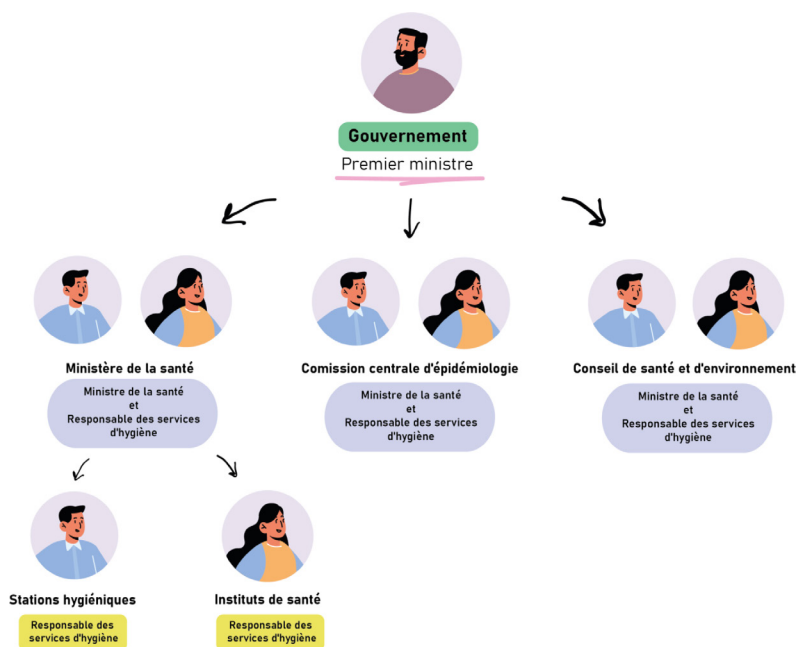 Gouvernement
Premier ministre
Ministère de la santé
Ministre de la santé
et
Responsable des services
d'hygiène
Comission centrale d'épidémiologie
Ministre de la santé
et
Responsable des services
d'hygiène
Conseil de santé et d'environnement
Ministre de la santé
et
Responsable des services
d'hygiène
Stations hygiéniques
Responsable des
services d'hygiène
Instituts de santé
Responsable des
services d'hygiène